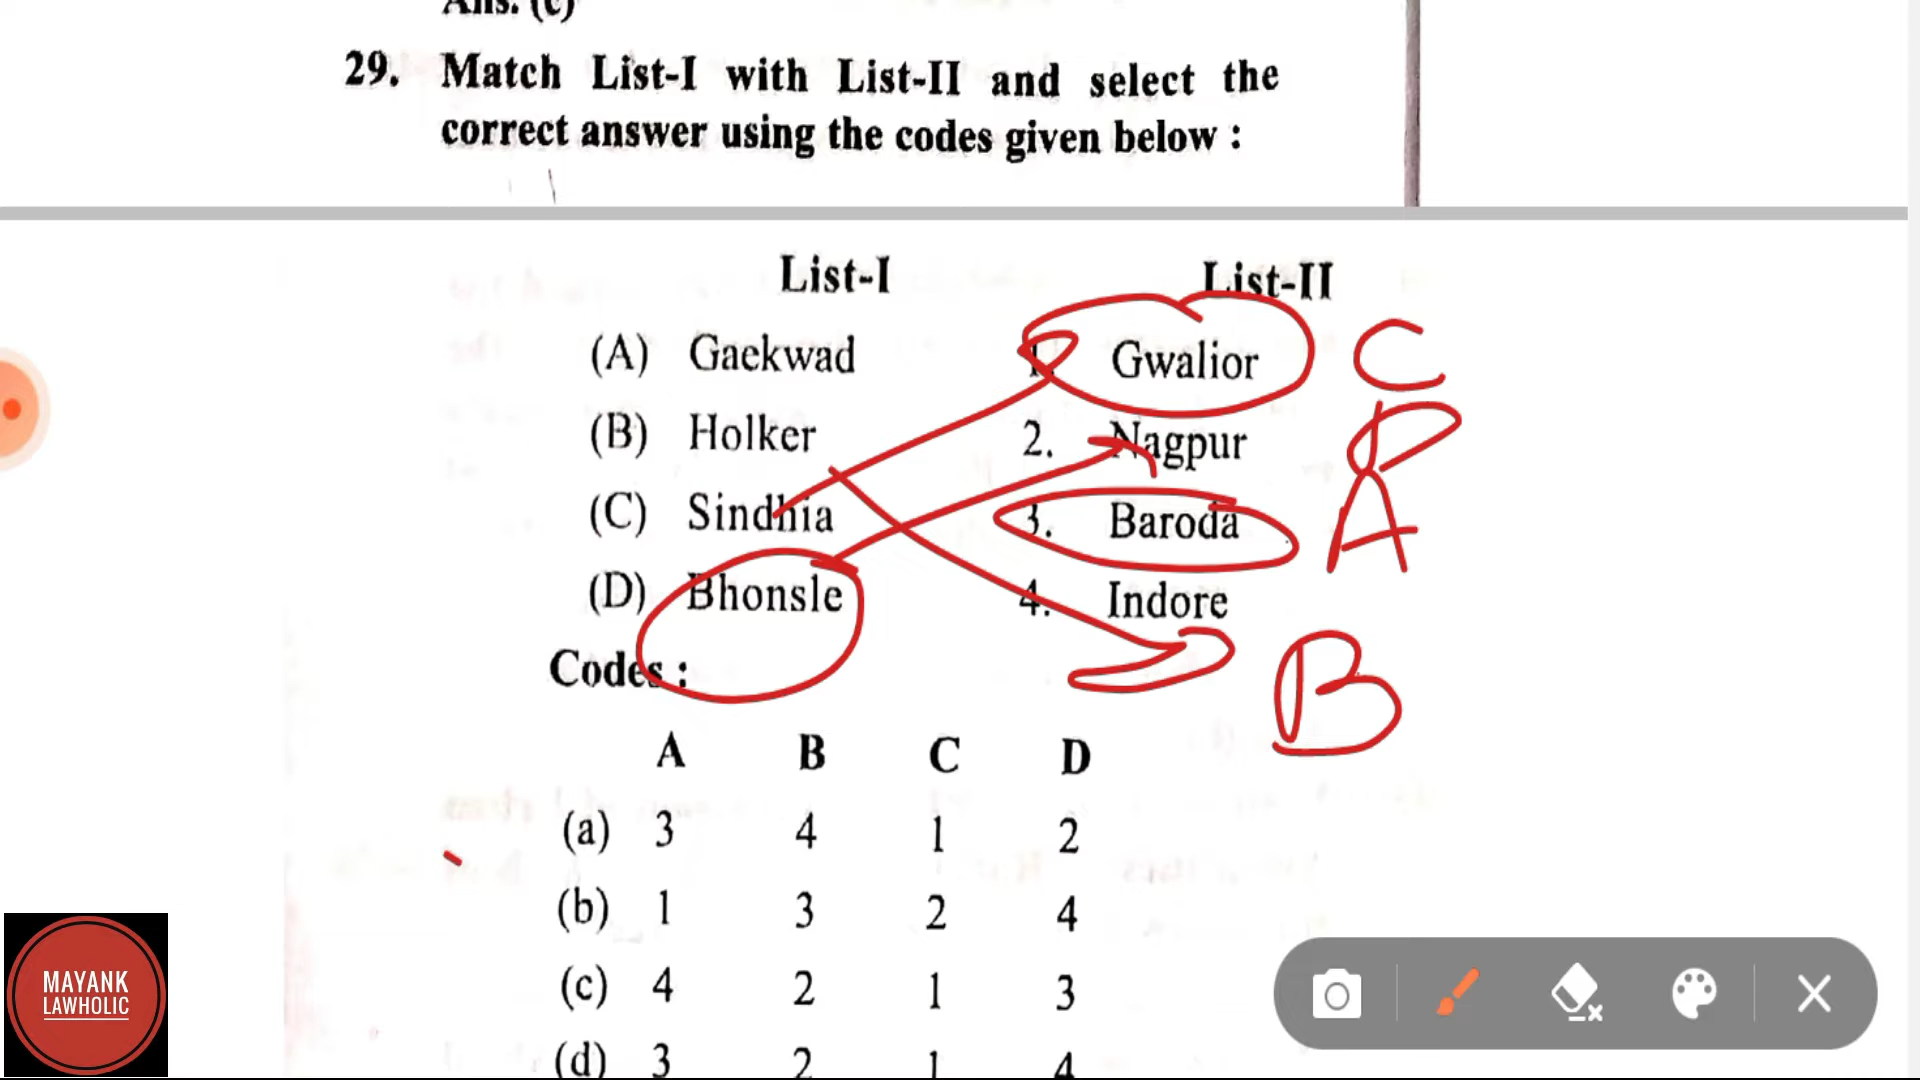 Ans. (c)
29. Match List-I with List-II and select the
correct answer using the codes given below :
List-I List-II
(A) Gaekwad 1. Gwalior C
(B) Holker 2. Nagpur D
(C) Sindhia 3. Baroda A
(D) Bhonsle 4. Indore
B
Codes :
A B C D
(a) 3 4 1 2
(b) 1 3 2 4
(c) 4 2 1 3
(d) 3 2 1 4
MAYANK
LAWHOLIC